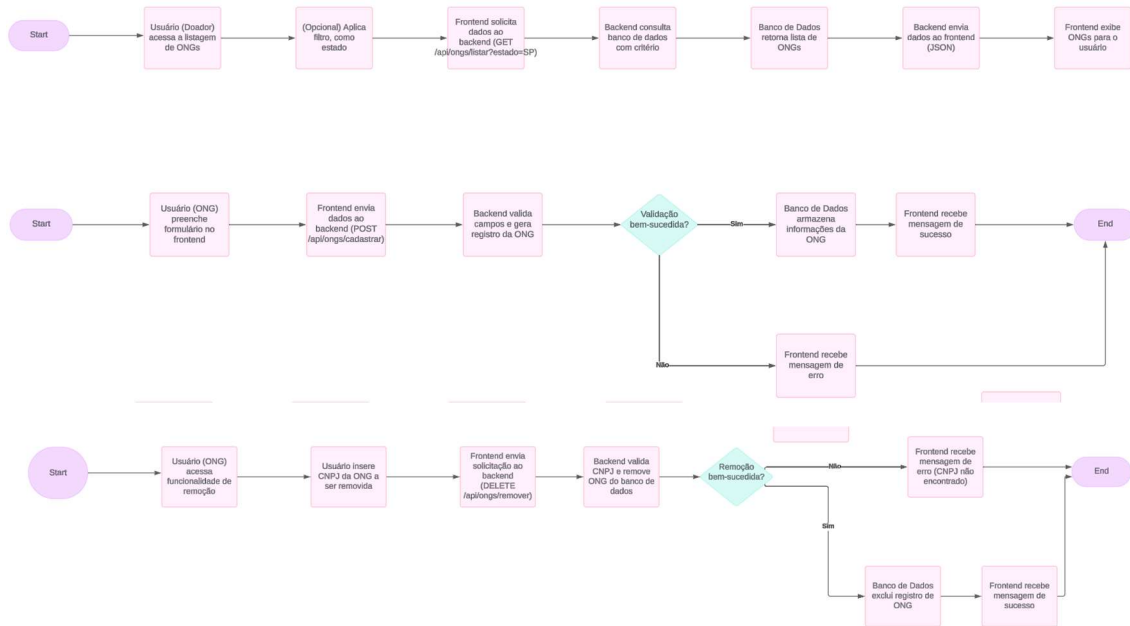 Start
Usuário (Doador)
acessa a listagem
de ONGs
(Opcional) Aplica
filtro, como
estado
Frontend solicita
dados ao
backend (GET
/api/ongs/listar?estado=SP)
Backend consulta
banco de dados
com critério
Banco de Dados
retorna lista de
ONGs
Backend envia
dados ao frontend
(JSON)
Frontend exibe
ONGs para o
usuário
Start
Usuário (ONG)
preenche
formulário no
frontend
Frontend envia
dados ao
backend (POST
/api/ongs/cadastrar)
Backend valida
campos e gera
registro da ONG
Validação
bem-sucedida?
Sim
Banco de Dados
armazena
informações da
ONG
Frontend recebe
mensagem de
sucesso
End
Não
Frontend recebe
mensagem de
erro
Start
Usuário (ONG)
acessa
funcionalidade de
remoção
Usuário insere
CNPJ da ONG a
ser removida
Frontend envia
solicitação ao
backend
(DELETE
/api/ongs/remover)
Backend valida
CNPJ e remove
ONG do banco de
dados
Remoção
bem-sucedida?
Não
Frontend recebe
mensagem de
erro (CNPJ não
encontrado)
End
Sim
Banco de Dados
exclui registro de
ONG
Frontend recebe
mensagem de
sucesso